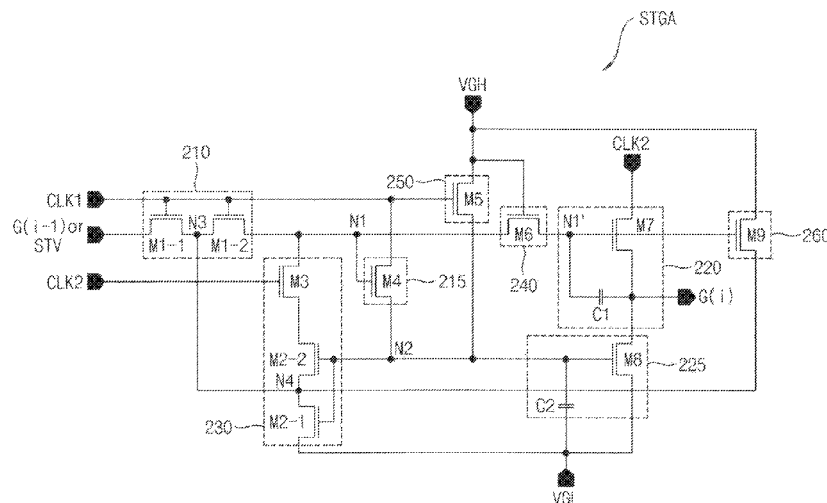 STGA
VGH
CLK2
210
250
CLK1
M5
G(i-1)or
STV
N3
N1
N1'
M7
M9
260
M1-1
M1-2
M6
240
220
CLK2
M3
M4
215
C1
G(i)
M2-2
N2
M8
225
N4
C2
230
M2-1
VGL